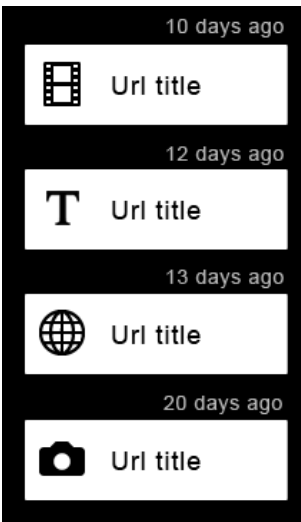 10 days ago
Url title
12 days ago
T Url title
13 days ago
Url title
20 days ago
Url title